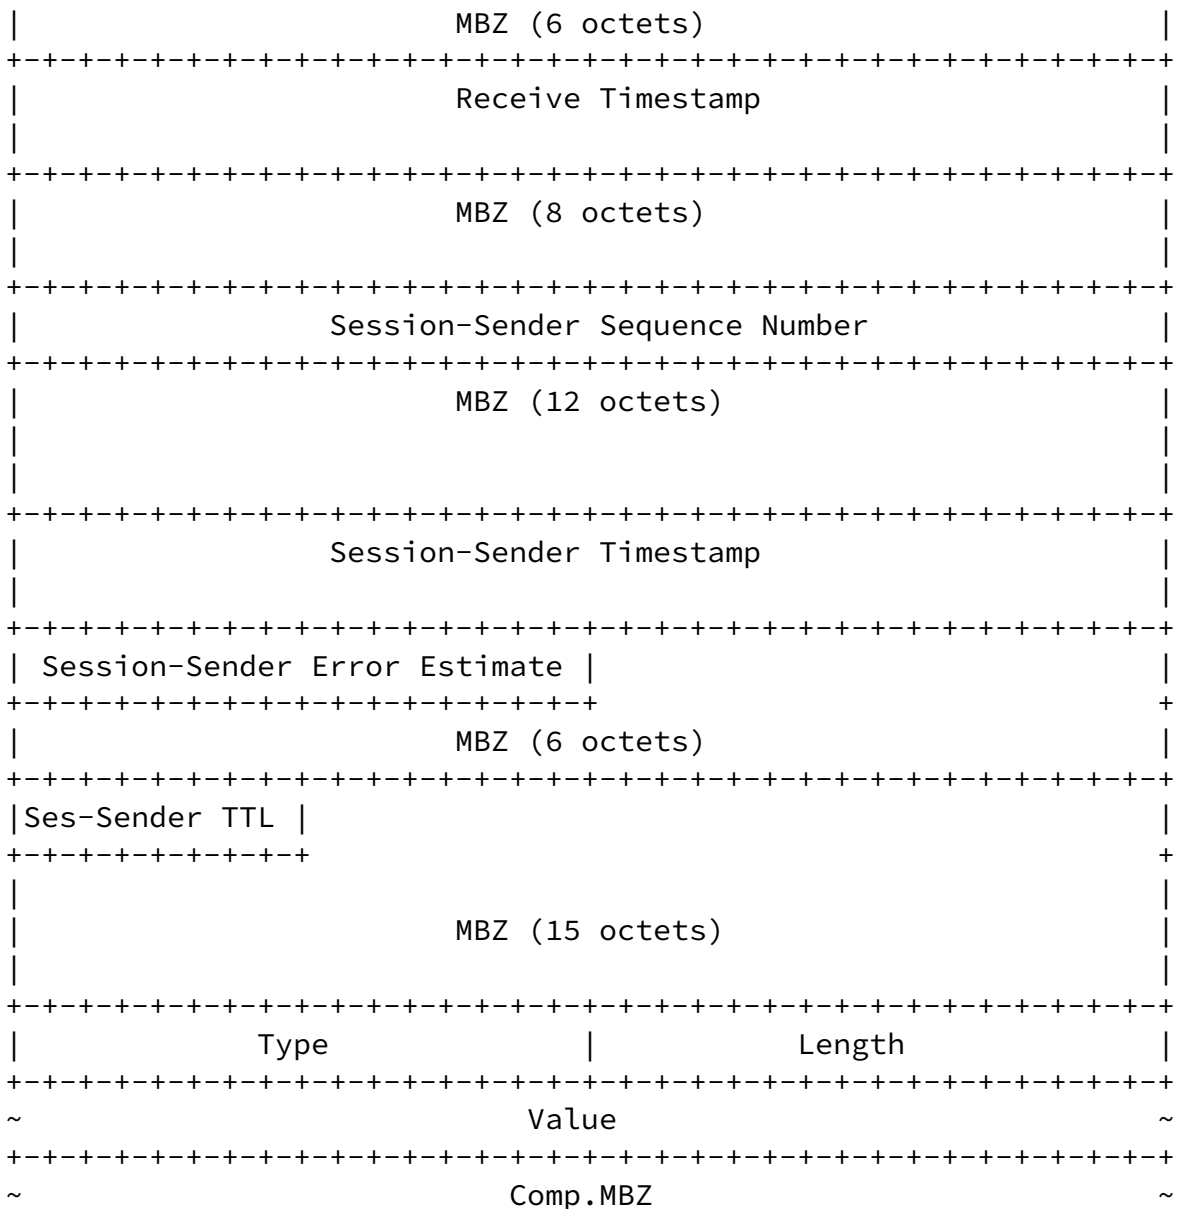 |                        MBZ (6 octets)                         |
+-+-+-+-+-+-+-+-+-+-+-+-+-+-+-+-+-+-+-+-+-+-+-+-+-+-+-+-+-+-+-+-+
|                        Receive Timestamp                      |
|                                                               |
+-+-+-+-+-+-+-+-+-+-+-+-+-+-+-+-+-+-+-+-+-+-+-+-+-+-+-+-+-+-+-+-+
|                        MBZ (8 octets)                         |
|                                                               |
+-+-+-+-+-+-+-+-+-+-+-+-+-+-+-+-+-+-+-+-+-+-+-+-+-+-+-+-+-+-+-+-+
|                 Session-Sender Sequence Number                |
+-+-+-+-+-+-+-+-+-+-+-+-+-+-+-+-+-+-+-+-+-+-+-+-+-+-+-+-+-+-+-+-+
|                        MBZ (12 octets)                        |
|                                                               |
|                                                               |
+-+-+-+-+-+-+-+-+-+-+-+-+-+-+-+-+-+-+-+-+-+-+-+-+-+-+-+-+-+-+-+-+
|                 Session-Sender Timestamp                      |
|                                                               |
+-+-+-+-+-+-+-+-+-+-+-+-+-+-+-+-+-+-+-+-+-+-+-+-+-+-+-+-+-+-+-+-+
| Session-Sender Error Estimate |                               |
+-+-+-+-+-+-+-+-+-+-+-+-+-+-+-+-+                               +
|                        MBZ (6 octets)                         |
+-+-+-+-+-+-+-+-+-+-+-+-+-+-+-+-+-+-+-+-+-+-+-+-+-+-+-+-+-+-+-+-+
|Ses-Sender TTL |                                               |
+-+-+-+-+-+-+-+-+                                               +
|                                                               |
|                        MBZ (15 octets)                        |
|                                                               |
+-+-+-+-+-+-+-+-+-+-+-+-+-+-+-+-+-+-+-+-+-+-+-+-+-+-+-+-+-+-+-+-+
|             Type              |           Length              |
+-+-+-+-+-+-+-+-+-+-+-+-+-+-+-+-+-+-+-+-+-+-+-+-+-+-+-+-+-+-+-+-+
~                            Value                              ~
+-+-+-+-+-+-+-+-+-+-+-+-+-+-+-+-+-+-+-+-+-+-+-+-+-+-+-+-+-+-+-+-+
~                           Comp.MBZ                            ~